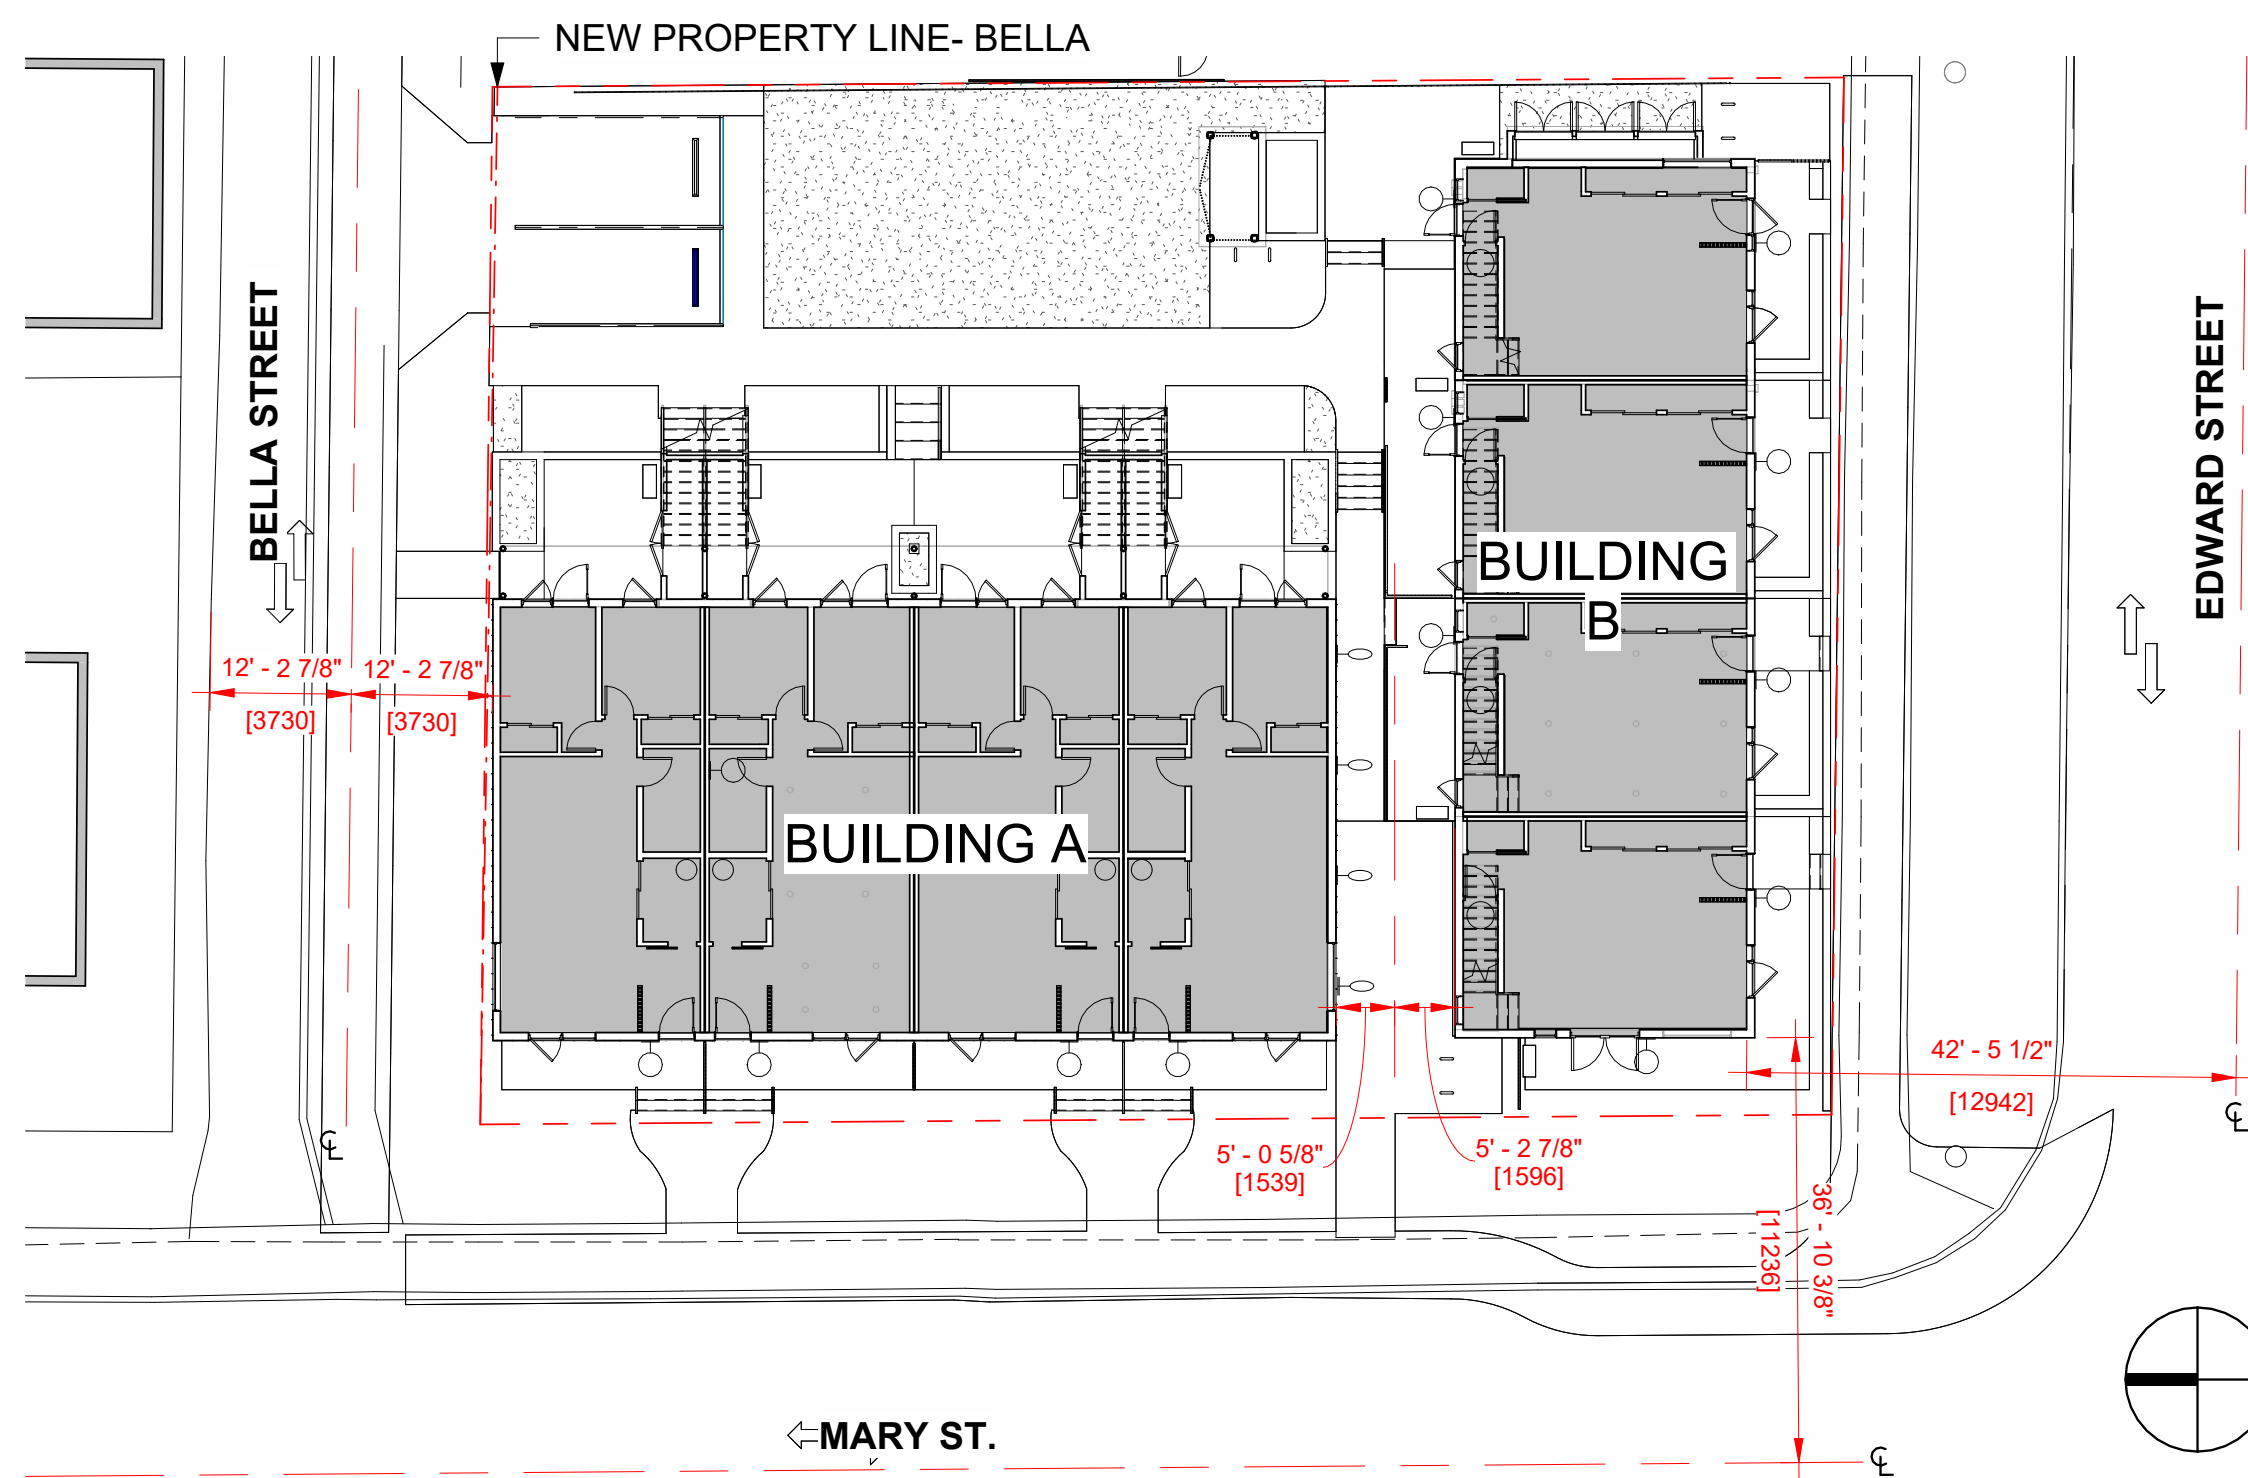 NEW PROPERTY LINE- BELLA
BELLA STREET
EDWARD STREET
BUILDING
B
12' - 2 7/8"
[3730]
12' - 2 7/8"
[3730]
BUILDING A
42' - 5 1/2"
[12942]
5' - 0 5/8"
[1539]
5' - 2 7/8"
[1596]
36' - 10 3/8"
[11236]
℄
℄
MARY ST.
℄